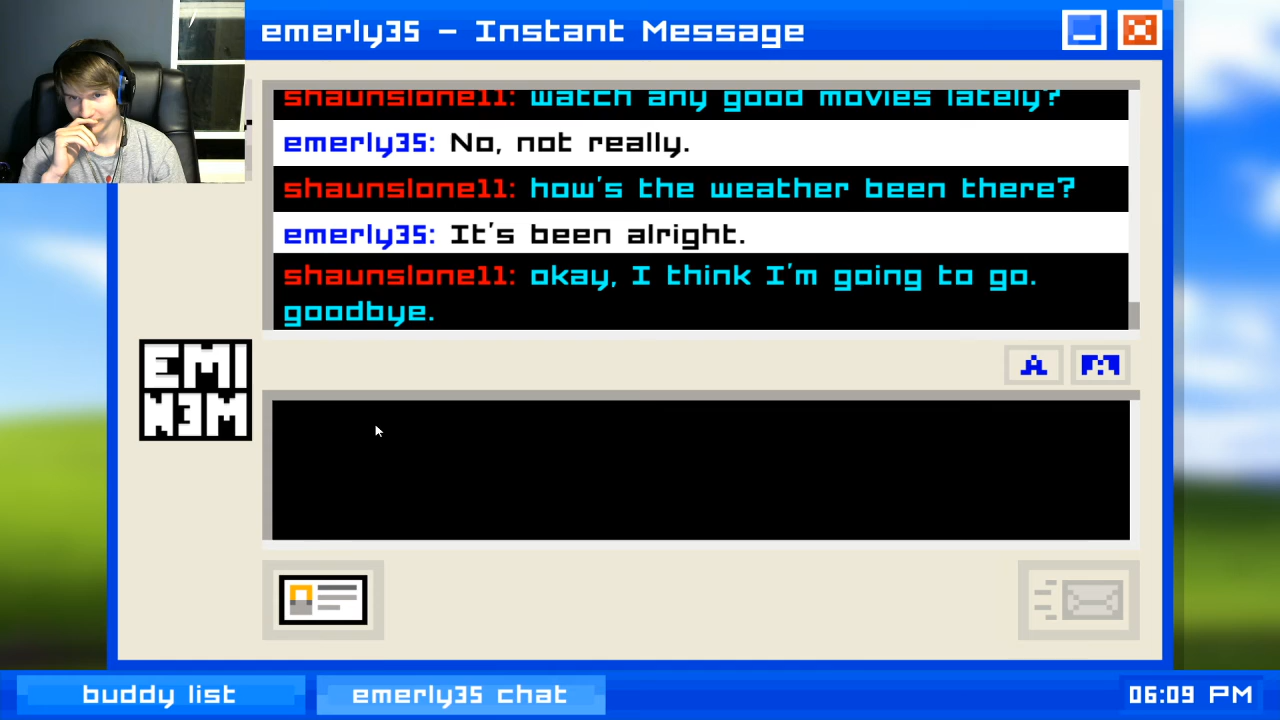 emerly35 - Instant Message
shaunslone11: watch any good movies lately?
emerly35: No, not really.
shaunslone11: how's the weather been there?
emerly35: It's been alright.
shaunslone11: okay, I think I'm going to go.
goodbye.
EMI
N3M
A
buddy list
emerly35 chat
06:09 PM